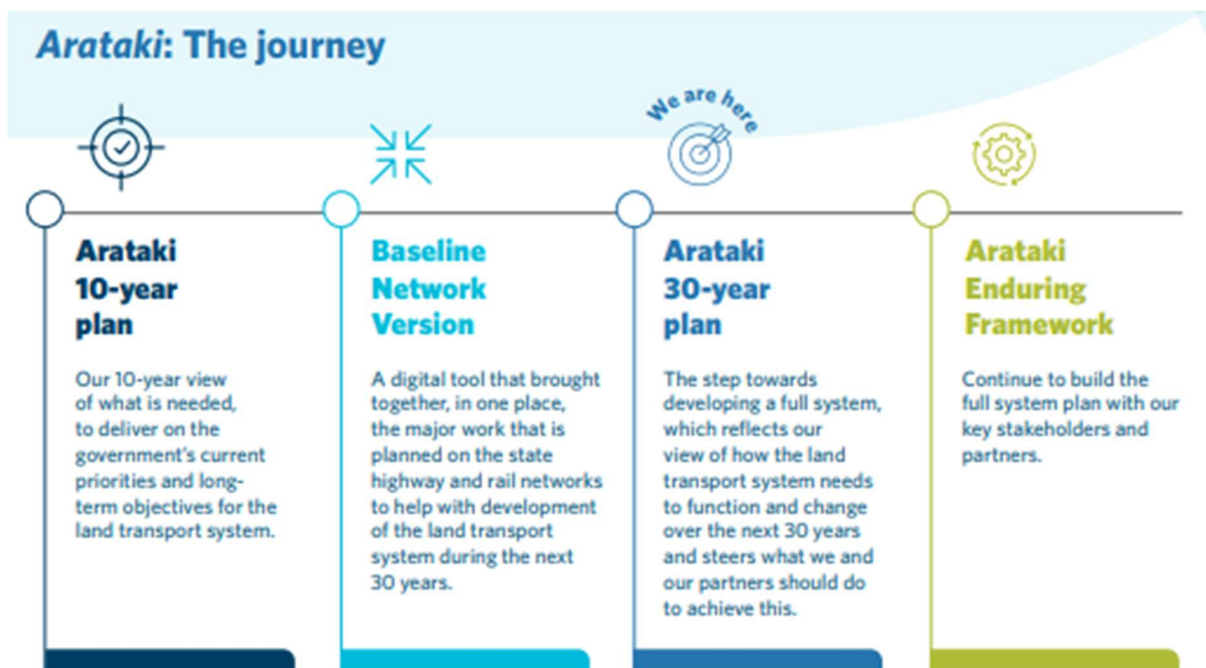 Arataki: The journey
We are here
Arataki
10-year
plan
Our 10-year view
of what is needed,
to deliver on the
government's current
priorities and long-
term objectives for the
land transport system.
Baseline
Network
Version
A digital tool that brought
together, in one place,
the major work that is
planned on the state
highway and rail networks
to help with development
of the land transport
system during the next
30 years.
Arataki
30-year
plan
The step towards
developing a full system,
which reflects our
view of how the land
transport system needs
to function and change
over the next 30 years
and steers what we and
our partners should do
to achieve this.
Arataki
Enduring
Framework
Continue to build the
full system plan with our
key stakeholders and
partners.